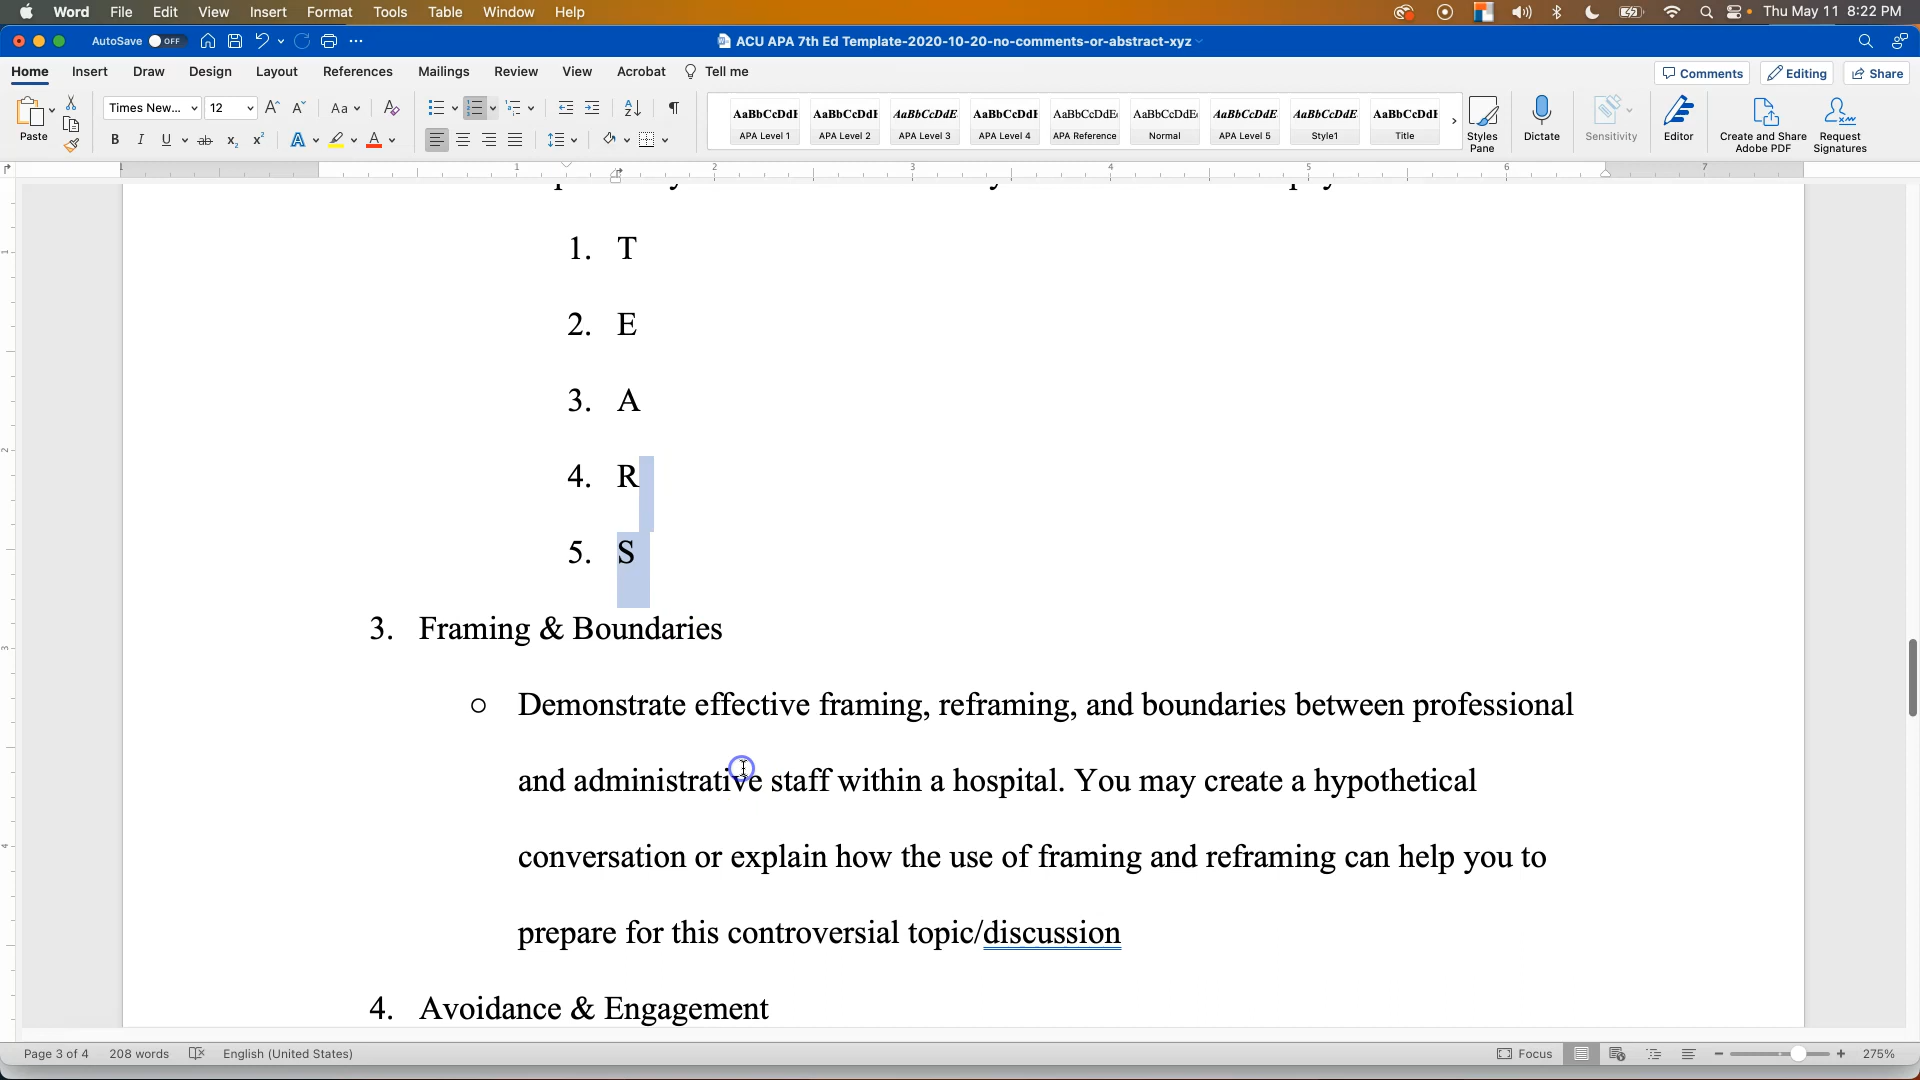 Word File Edit View Insert Format Tools Table Window Help Thu May 11 8:22 PM
AutoSave OFF ACU APA 7th Ed Template-2020-10-20-no-comments-or-abstract-xyz
Home Insert Draw Design Layout References Mailings Review View Acrobat Tell me Comments Editing Share
Times New... 12
AaBbCcDdE AaBbCcDdE AaBbCcDdE AaBbCcDdE AaBbCcDdE AaBbCcDdE AaBbCcDdE AaBbCcDdE AaBbCcDdE
APA Level 1 APA Level 2 APA Level 3 APA Level 4 APA Reference Normal APA Level 5 Style1 Title
Paste Styles Pane Dictate Sensitivity Editor Create and Share Adobe PDF Request Signatures
1. T
2. E
3. A
4. R
5. S
3. Framing & Boundaries
○ Demonstrate effective framing, reframing, and boundaries between professional
and administrative staff within a hospital. You may create a hypothetical
conversation or explain how the use of framing and reframing can help you to
prepare for this controversial topic/discussion
4. Avoidance & Engagement
Page 3 of 4 208 words English (United States) Focus 275%